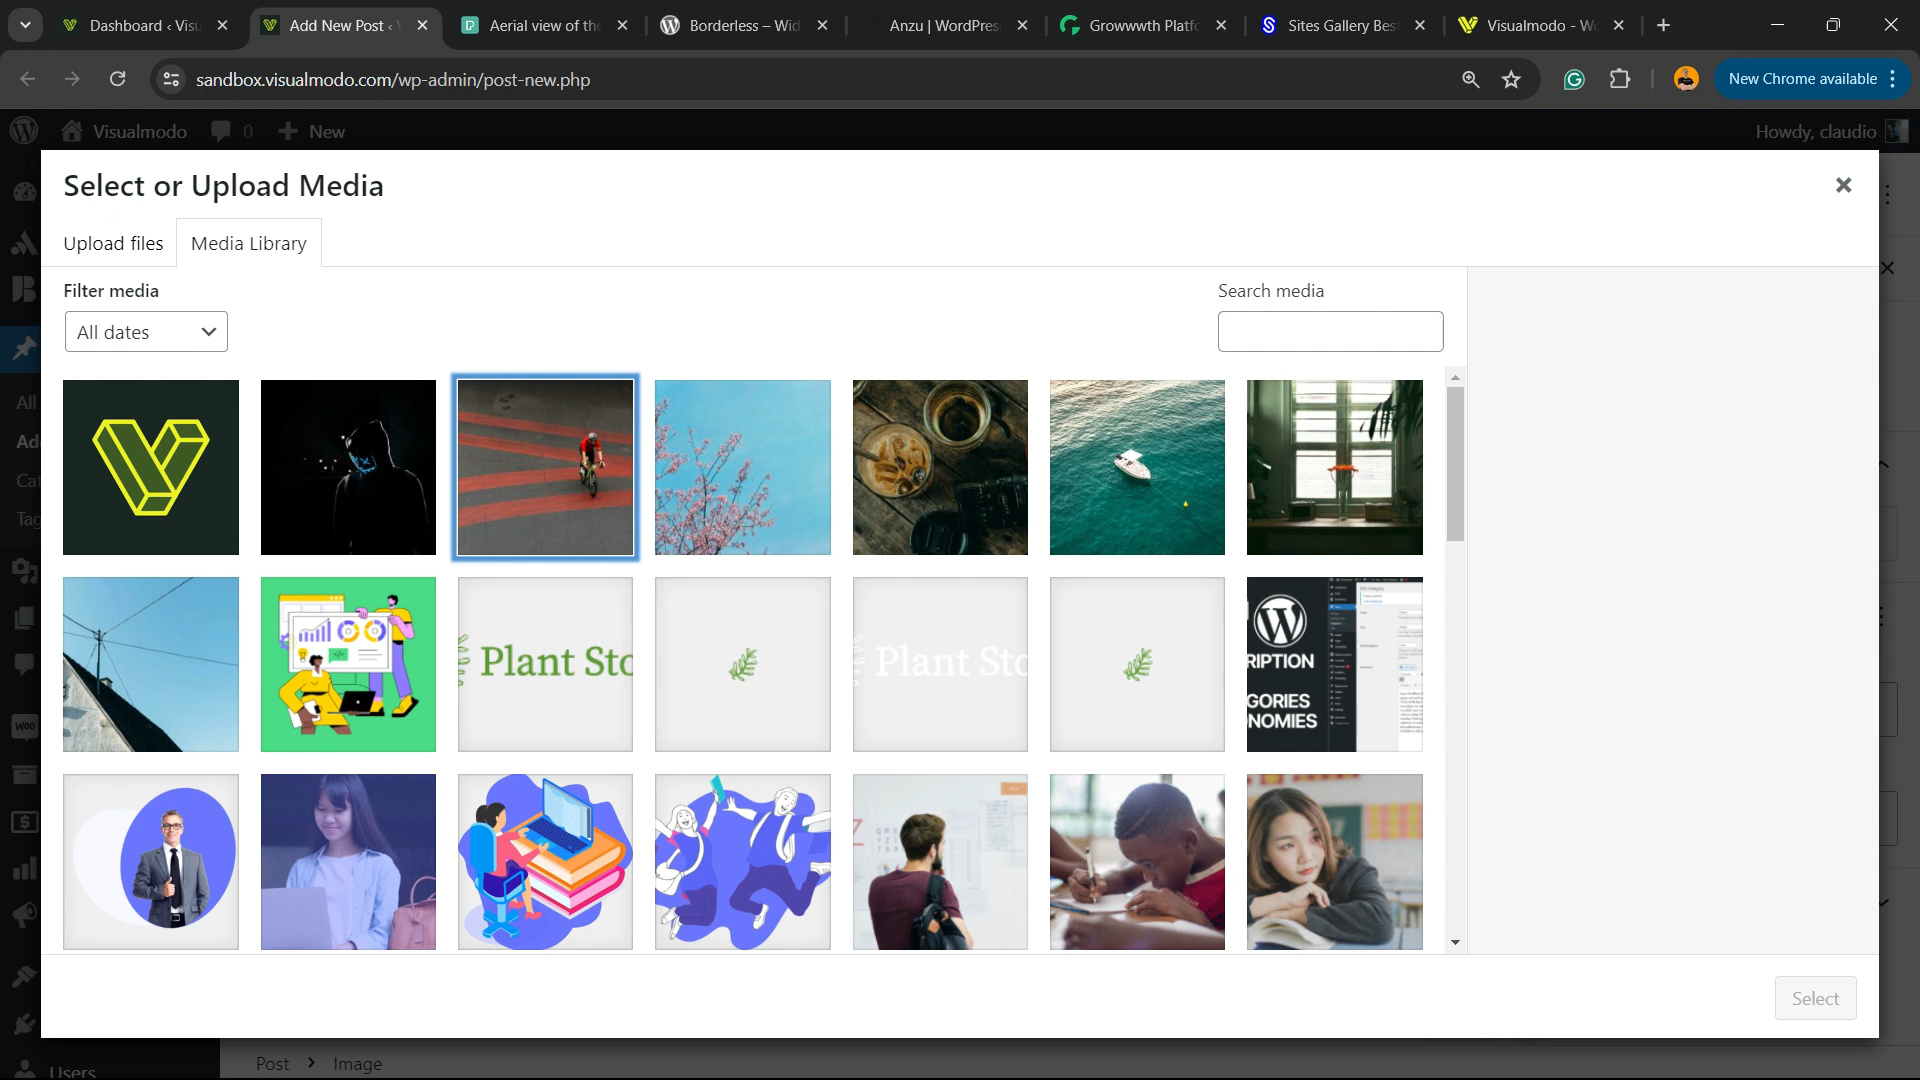 Dashboard ‹ Visu
Add New Post ‹
Aerial view of the
Borderless – Wid
Anzu | WordPres
Growwwth Platfo
Sites Gallery Bes
Visualmodo - Wo
sandbox.visualmodo.com/wp-admin/post-new.php
New Chrome available
Visualmodo
0
New
Howdy, claudio
Select or Upload Media
Upload files
Media Library
Filter media
Search media
All dates
All
Ad
Cat
Tag
Plant Sto
Plant Sto
RIPTION
GORIES
NOMIES
Woo
Select
Post
Image
Users